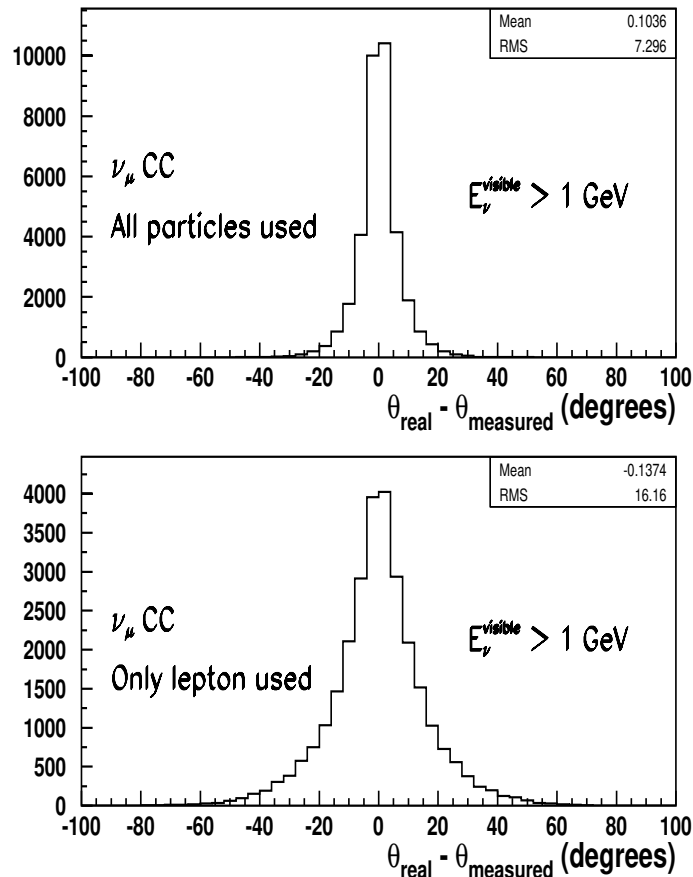 Mean 0.1036
RMS 7.296
10000
8000
6000
4000
2000
0
ν_μ CC
All particles used
E_ν^visible > 1 GeV
-100 -80 -60 -40 -20 0 20 40 60 80 100
θ_real - θ_measured (degrees)
Mean -0.1374
RMS 16.16
4000
3500
3000
2500
2000
1500
1000
500
0
ν_μ CC
Only lepton used
E_ν^visible > 1 GeV
-100 -80 -60 -40 -20 0 20 40 60 80 100
θ_real - θ_measured (degrees)